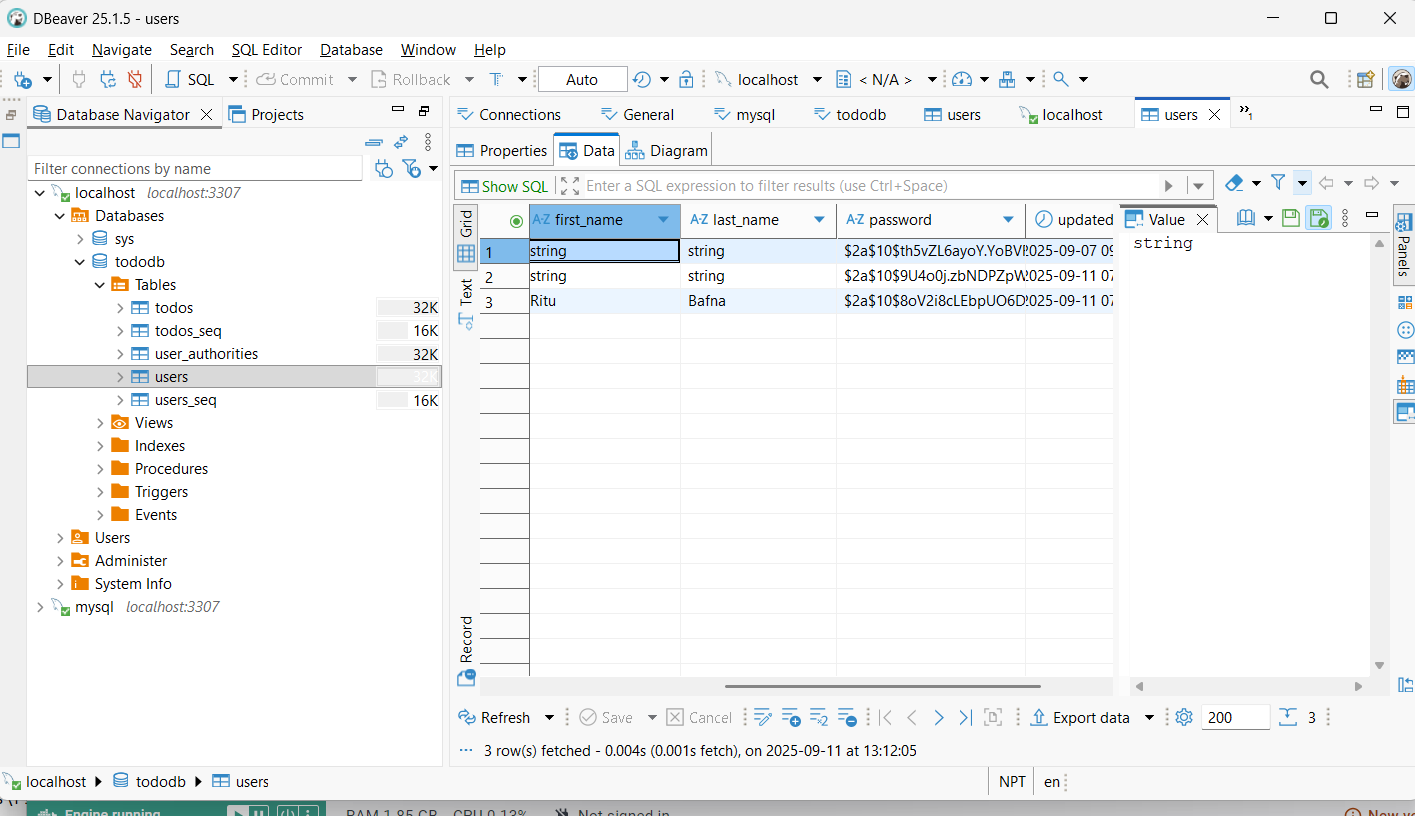 DBeaver 25.1.5 - users
File Edit Navigate Search SQL Editor Database Window Help
SQL Commit Rollback T Auto localhost < N/A >
Database Navigator Projects
Connections General mysql tododb users localhost users »1
Properties Data Diagram
Filter connections by name
Show SQL Enter a SQL expression to filter results (use Ctrl+Space)
localhost localhost:3307
Databases
sys
tododb
Tables
todos 32K
todos_seq 16K
user_authorities 32K
users 32K
users_seq 16K
Views
Indexes
Procedures
Triggers
Events
Users
Administer
System Info
mysql localhost:3307
Grid
Text
Record
A-Z first_name A-Z last_name A-Z password updated
1 string string $2a$10$th5vZL6ayoY.YoBV 2025-09-07 09
2 string string $2a$10$9U4o0j.zbNDPZpW 2025-09-11 07
3 Ritu Bafna $2a$10$8oV2i8cLEbpUO6D 2025-09-11 07
Value
string
Panels
Refresh Save Cancel Export data 200 3
3 row(s) fetched - 0.004s (0.001s fetch), on 2025-09-11 at 13:12:05
localhost tododb users
NPT en
Engine running RAM 1.85 GB CPU 0.13% Not signed in